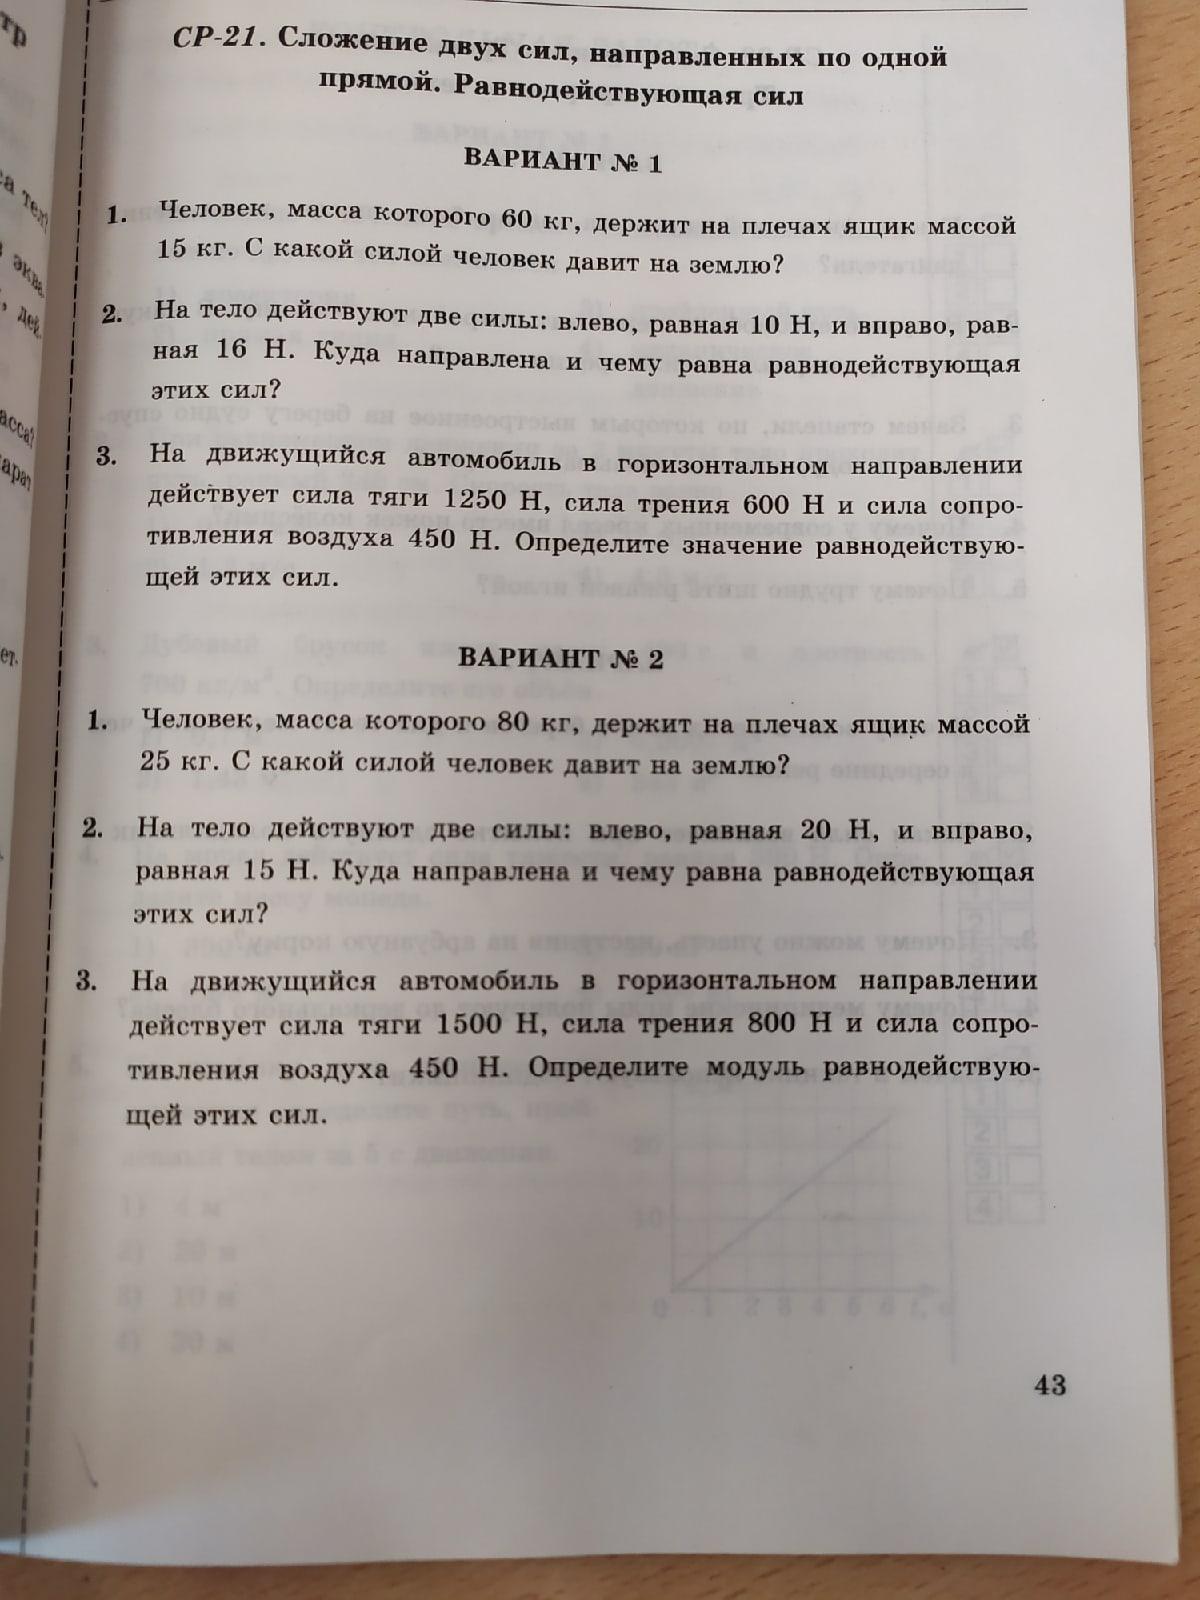 СР-21. Сложение двух сил, направленных по одной
прямой. Равнодействующая сил
ВАРИАНТ № 1
1. Человек, масса которого 60 кг, держит на плечах ящик массой
15 кг. С какой силой человек давит на землю?
2. На тело действуют две силы: влево, равная 10 Н, и вправо, рав-
ная 16 Н. Куда направлена и чему равна равнодействующая
этих сил?
3. На движущийся автомобиль в горизонтальном направлении
действует сила тяги 1250 Н, сила трения 600 Н и сила сопро-
тивления воздуха 450 Н. Определите значение равнодействую-
щей этих сил.
ВАРИАНТ № 2
1. Человек, масса которого 80 кг, держит на плечах ящик массой
25 кг. С какой силой человек давит на землю?
2. На тело действуют две силы: влево, равная 20 Н, и вправо,
равная 15 Н. Куда направлена и чему равна равнодействующая
этих сил?
3. На движущийся автомобиль в горизонтальном направлении
действует сила тяги 1500 Н, сила трения 800 Н и сила сопро-
тивления воздуха 450 Н. Определите модуль равнодействую-
щей этих сил.
43